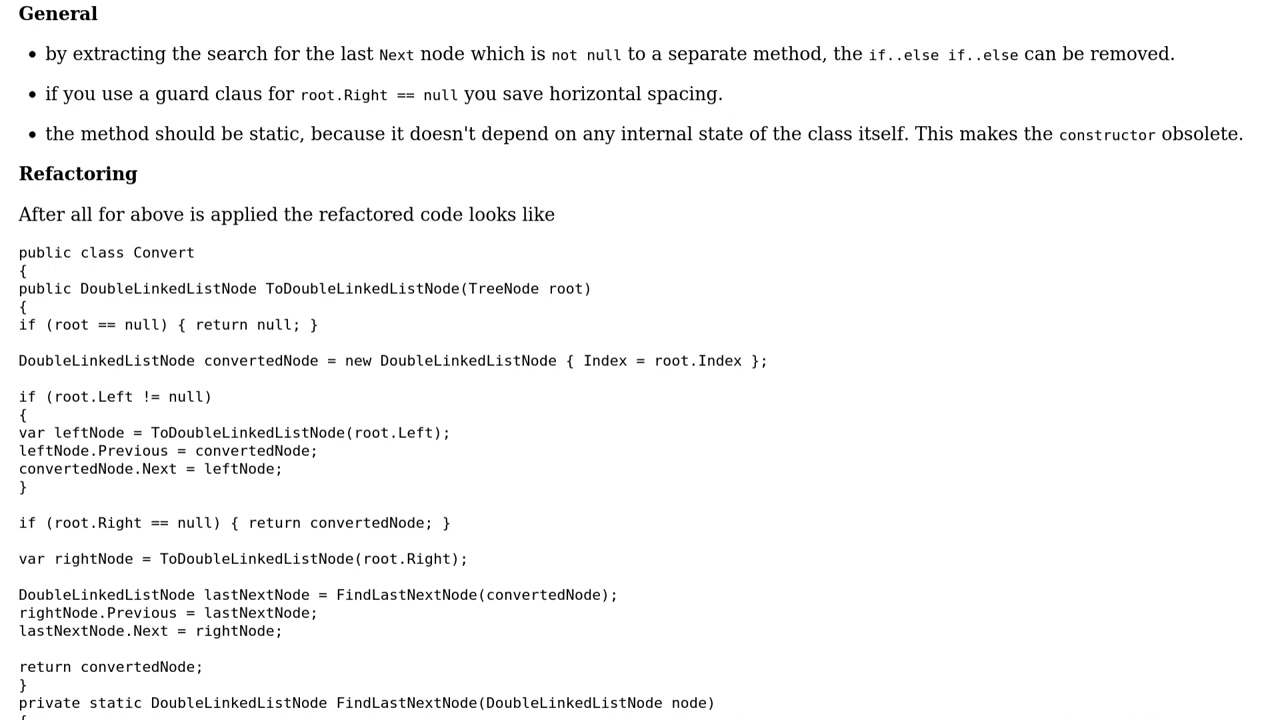 General
• by extracting the search for the last Next node which is not null to a separate method, the if..else if..else can be removed.
• if you use a guard claus for root.Right == null you save horizontal spacing.
• the method should be static, because it doesn't depend on any internal state of the class itself. This makes the constructor obsolete.
Refactoring
After all for above is applied the refactored code looks like
public class Convert
{
public DoubleLinkedListNode ToDoubleLinkedListNode(TreeNode root)
{
if (root == null) { return null; }
DoubleLinkedListNode convertedNode = new DoubleLinkedListNode { Index = root.Index };
if (root.Left != null)
{
var leftNode = ToDoubleLinkedListNode(root.Left);
leftNode.Previous = convertedNode;
convertedNode.Next = leftNode;
}
if (root.Right == null) { return convertedNode; }
var rightNode = ToDoubleLinkedListNode(root.Right);
DoubleLinkedListNode lastNextNode = FindLastNextNode(convertedNode);
rightNode.Previous = lastNextNode;
lastNextNode.Next = rightNode;
return convertedNode;
}
private static DoubleLinkedListNode FindLastNextNode(DoubleLinkedListNode node)
{